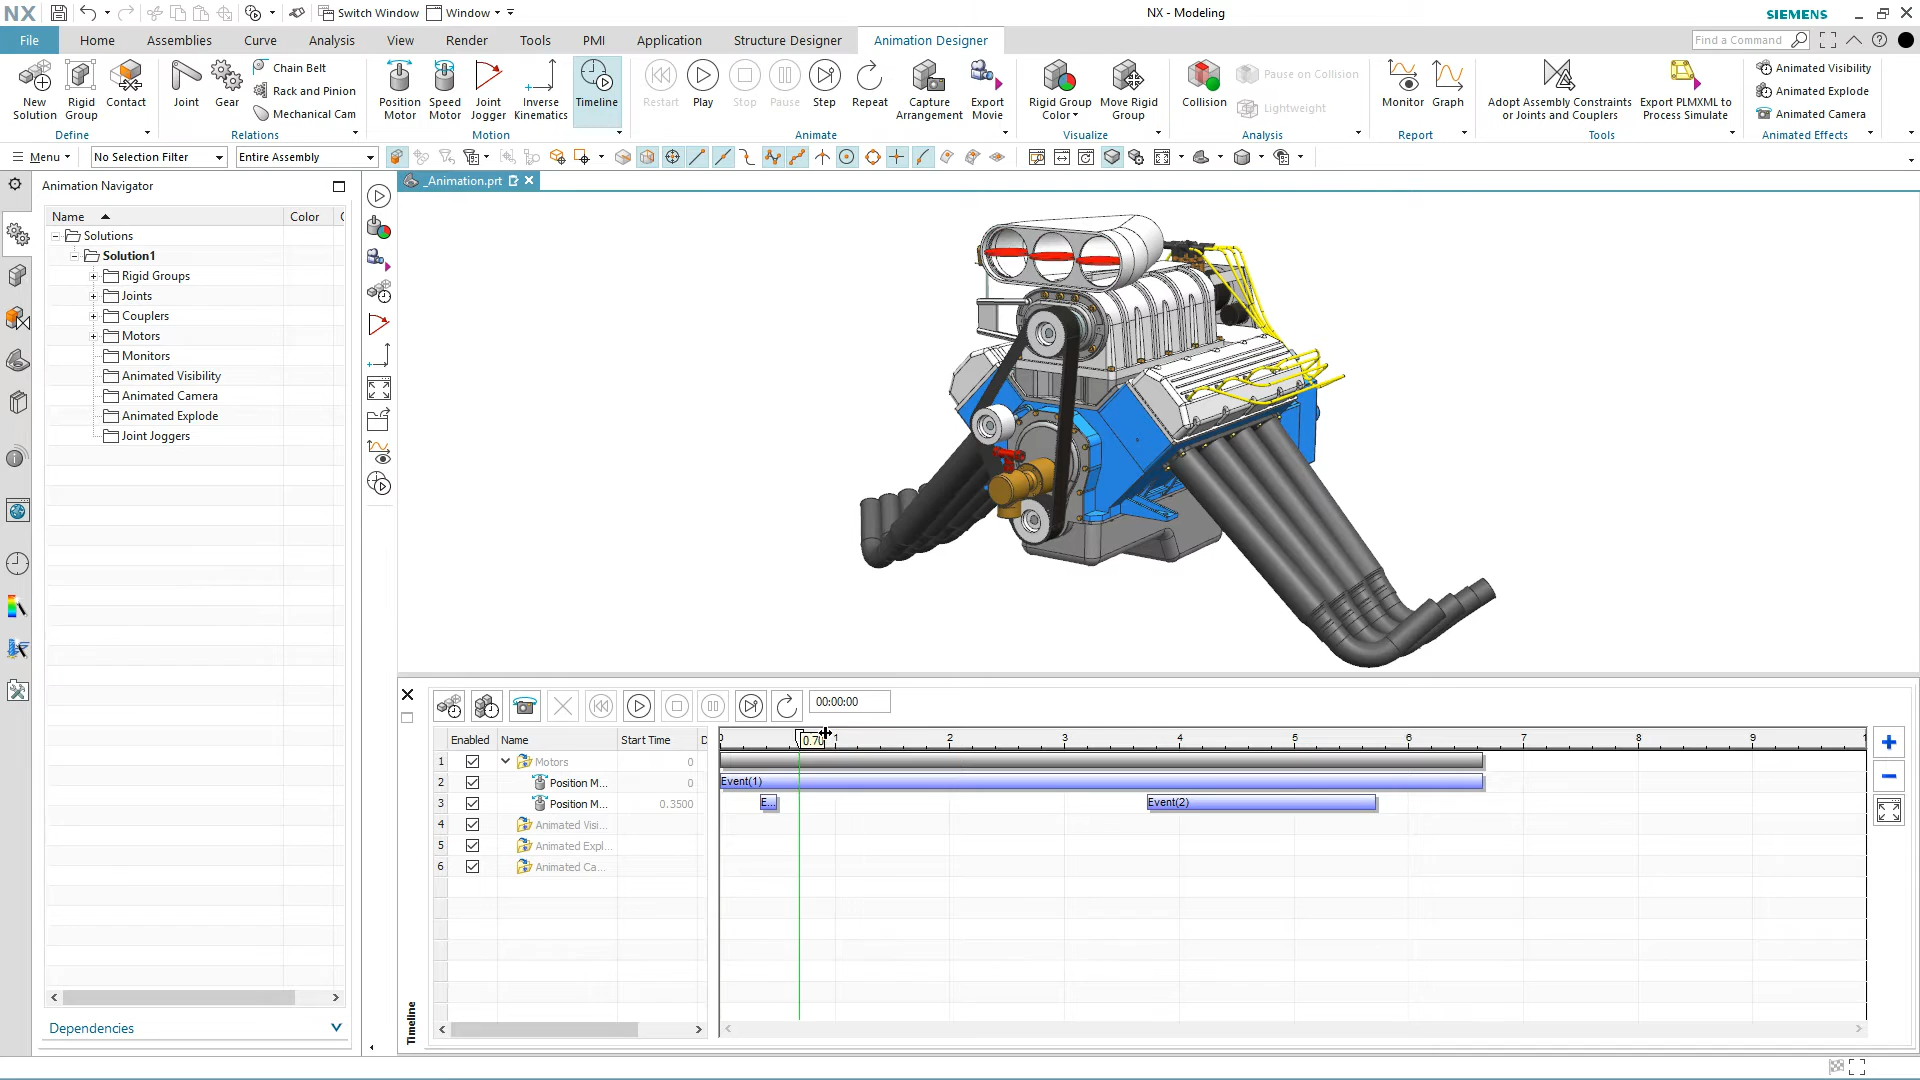 NX
Switch Window
Window
NX - Modeling
SIEMENS
File
Home
Assemblies
Curve
Analysis
View
Render
Tools
PMI
Application
Structure Designer
Animation Designer
Find a Command
New
Solution
Rigid
Group
Contact
Define
Joint
Gear
Chain Belt
Rack and Pinion
Mechanical Cam
Relations
Position
Motor
Speed
Motor
Joint
Jogger
Inverse
Kinematics
Timeline
Motion
Restart
Play
Stop
Pause
Step
Repeat
Capture
Arrangement
Export
Movie
Animate
Rigid Group
Color
Move Rigid
Group
Visualize
Collision
Pause on Collision
Lightweight
Analysis
Monitor
Graph
Report
Adopt Assembly Constraints
or Joints and Couplers
Export PLMXML to
Process Simulate
Tools
Animated Visibility
Animated Explode
Animated Camera
Animated Effects
Menu
No Selection Filter
Entire Assembly
Animation Navigator
_Animation.prt
Name
Color
Solutions
Solution1
Rigid Groups
Joints
Couplers
Motors
Monitors
Animated Visibility
Animated Camera
Animated Explode
Joint Joggers
Dependencies
Timeline
00:00:00
Enabled
Name
Start Time
D
0 0.70 1 2 3 4 5 6 7 8 9 1
1 Motors 0
2 Position M... 0 Event(1)
3 Position M... 0.3500 E... Event(2)
4 Animated Visi...
5 Animated Expl...
6 Animated Ca...